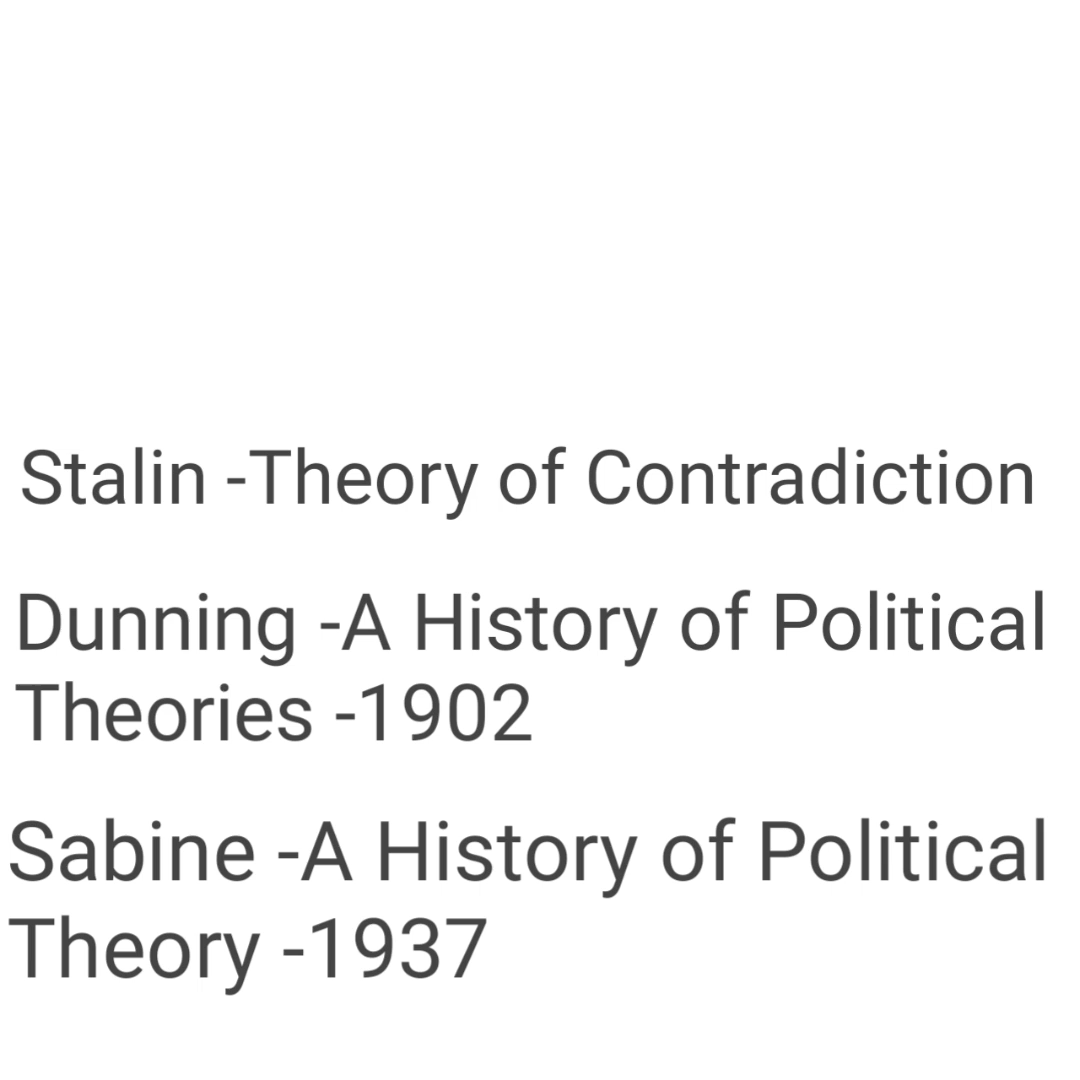 Stalin -Theory of Contradiction
Dunning -A History of Political
Theories -1902
Sabine -A History of Political
Theory -1937